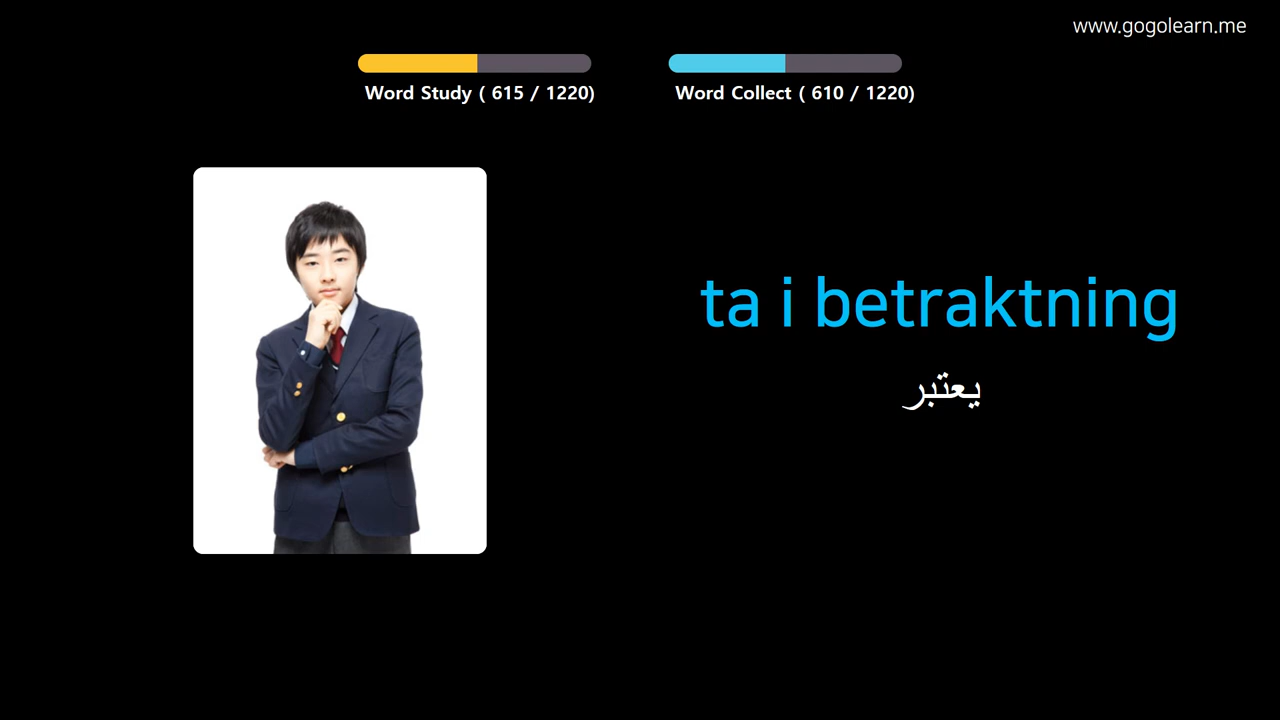 www.gogolearn.me
Word Study ( 615 / 1220)
Word Collect ( 610 / 1220)
ta i betraktning
يعتبر